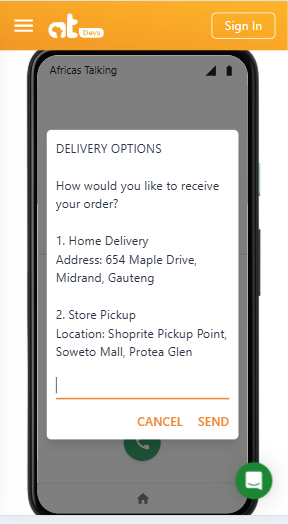 at
Days
Sign In
Africas Talking
DELIVERY OPTIONS
How would you like to receive
your order?
1. Home Delivery
Address: 654 Maple Drive,
Midrand, Gauteng
2. Store Pickup
Location: Shoprite Pickup Point,
Soweto Mall, Protea Glen
CANCEL
SEND